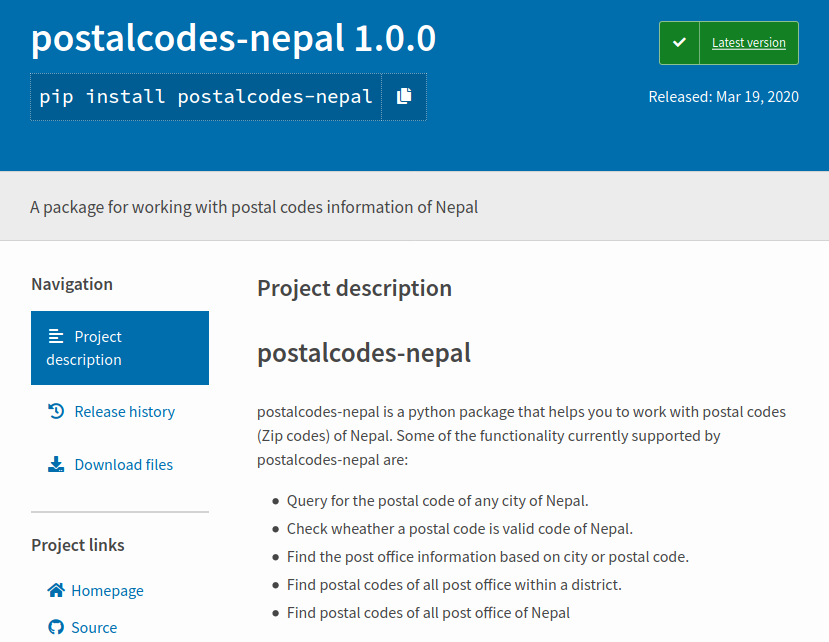 postalcodes-nepal 1.0.0
Latest version
pip install postalcodes-nepal
Released: Mar 19, 2020
A package for working with postal codes information of Nepal
Navigation
Project
description
Release history
Download files
Project links
Homepage
Source
Project description
postalcodes-nepal
postalcodes-nepal is a python package that helps you to work with postal codes
(Zip codes) of Nepal. Some of the functionality currently supported by
postalcodes-nepal are:
Query for the postal code of any city of Nepal.
Check wheather a postal code is valid code of Nepal.
Find the post office information based on city or postal code.
Find postal codes of all post office within a district.
Find postal codes of all post office of Nepal